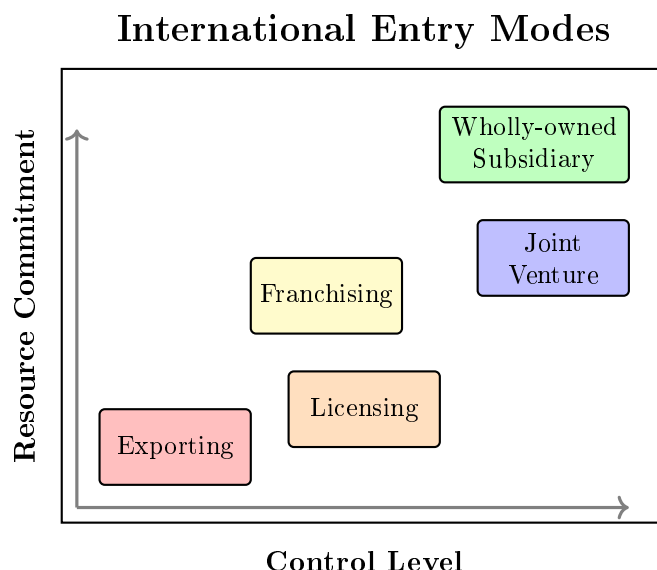 International Entry Modes
Wholly-owned
Subsidiary
Joint
Venture
Franchising
Licensing
Exporting
Resource Commitment
Control Level